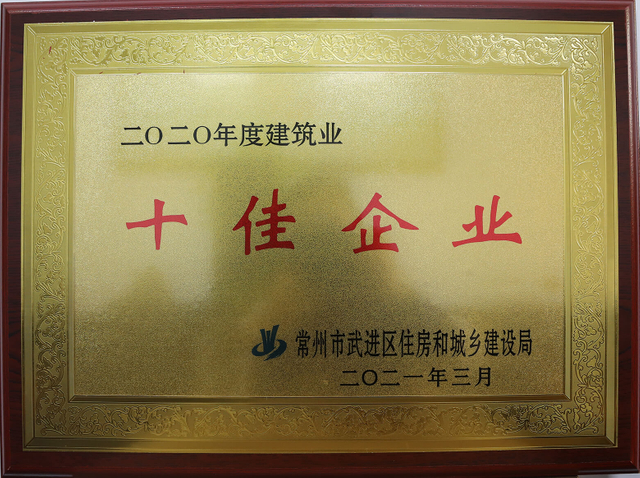 二〇二〇年度建筑业
十佳企业
常州市武进区住房和城乡建设局
二〇二一年三月